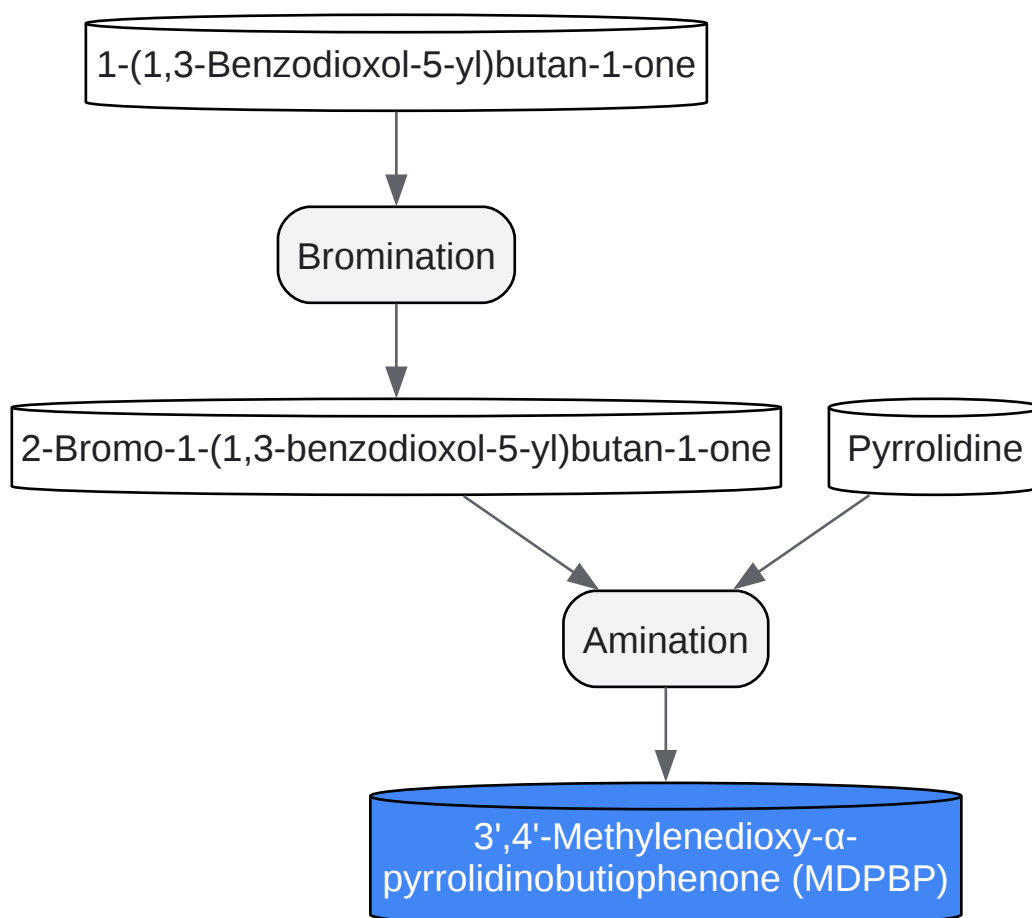 1-(1,3-Benzodioxol-5-yl)butan-1-one
Bromination
2-Bromo-1-(1,3-benzodioxol-5-yl)butan-1-one
Pyrrolidine
Amination
3',4'-Methylenedioxy-α-
pyrrolidinobutiophenone (MDPBP)